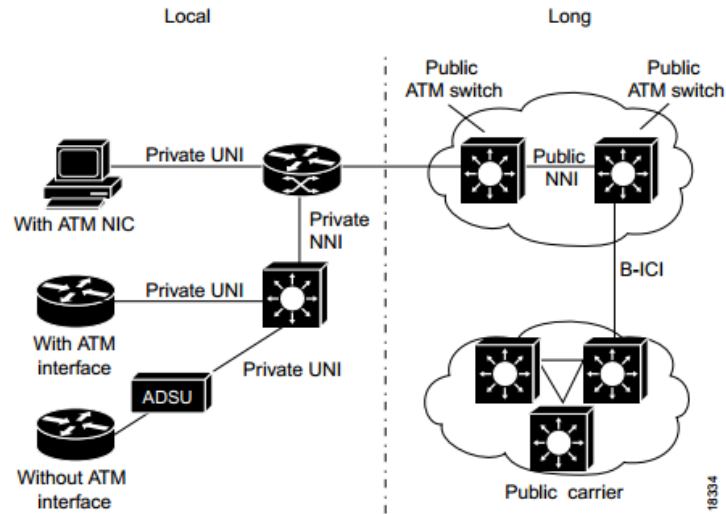 Local
Long
Public
ATM switch
Public
ATM switch
Private UNI
Public
NNI
With ATM NIC
Private
NNI
B-ICI
Private UNI
With ATM
interface
Private UNI
ADSU
Without ATM
interface
Public carrier
18334